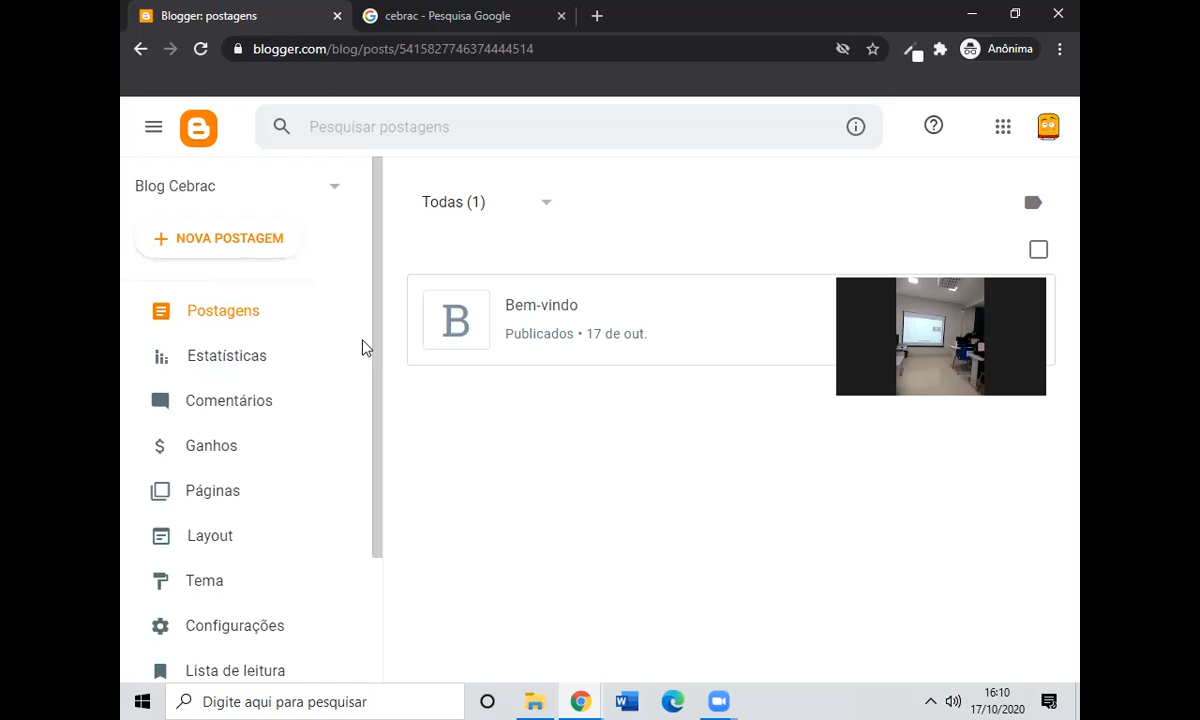 Blogger: postagens
cebrac - Pesquisa Google
blogger.com/blog/posts/5415827746374444514
Anônima
Pesquisar postagens
Blog Cebrac
NOVA POSTAGEM
Postagens
Estatísticas
Comentários
Ganhos
Páginas
Layout
Tema
Configurações
Lista de leitura
Todas (1)
B
Bem-vindo
Publicados • 17 de out.
Digite aqui para pesquisar
16:10
17/10/2020